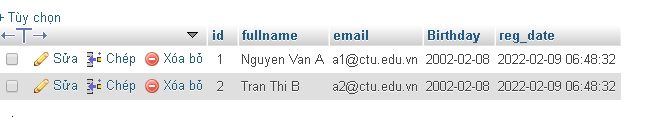 + Tùy chọn
←T→ id fullname email Birthday reg_date
Sửa Chép Xóa bỏ 1 Nguyen Van A a1@ctu.edu.vn 2002-02-08 2022-02-09 06:48:32
Sửa Chép Xóa bỏ 2 Tran Thi B a2@ctu.edu.vn 2002-02-08 2022-02-09 06:48:32